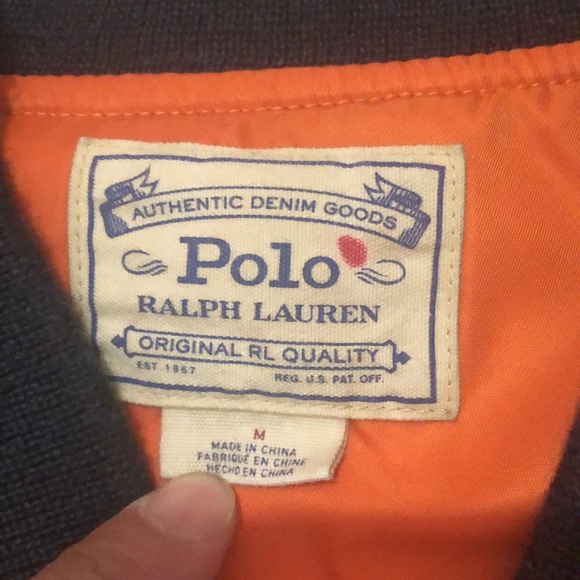 AUTHENTIC DENIM GOODS
Polo
RALPH LAUREN
ORIGINAL RL QUALITY
EST 1967
REG. U.S. PAT. OFF.
M
MADE IN CHINA
FABRIQUÉ EN CHINE
HECHO EN CHINA